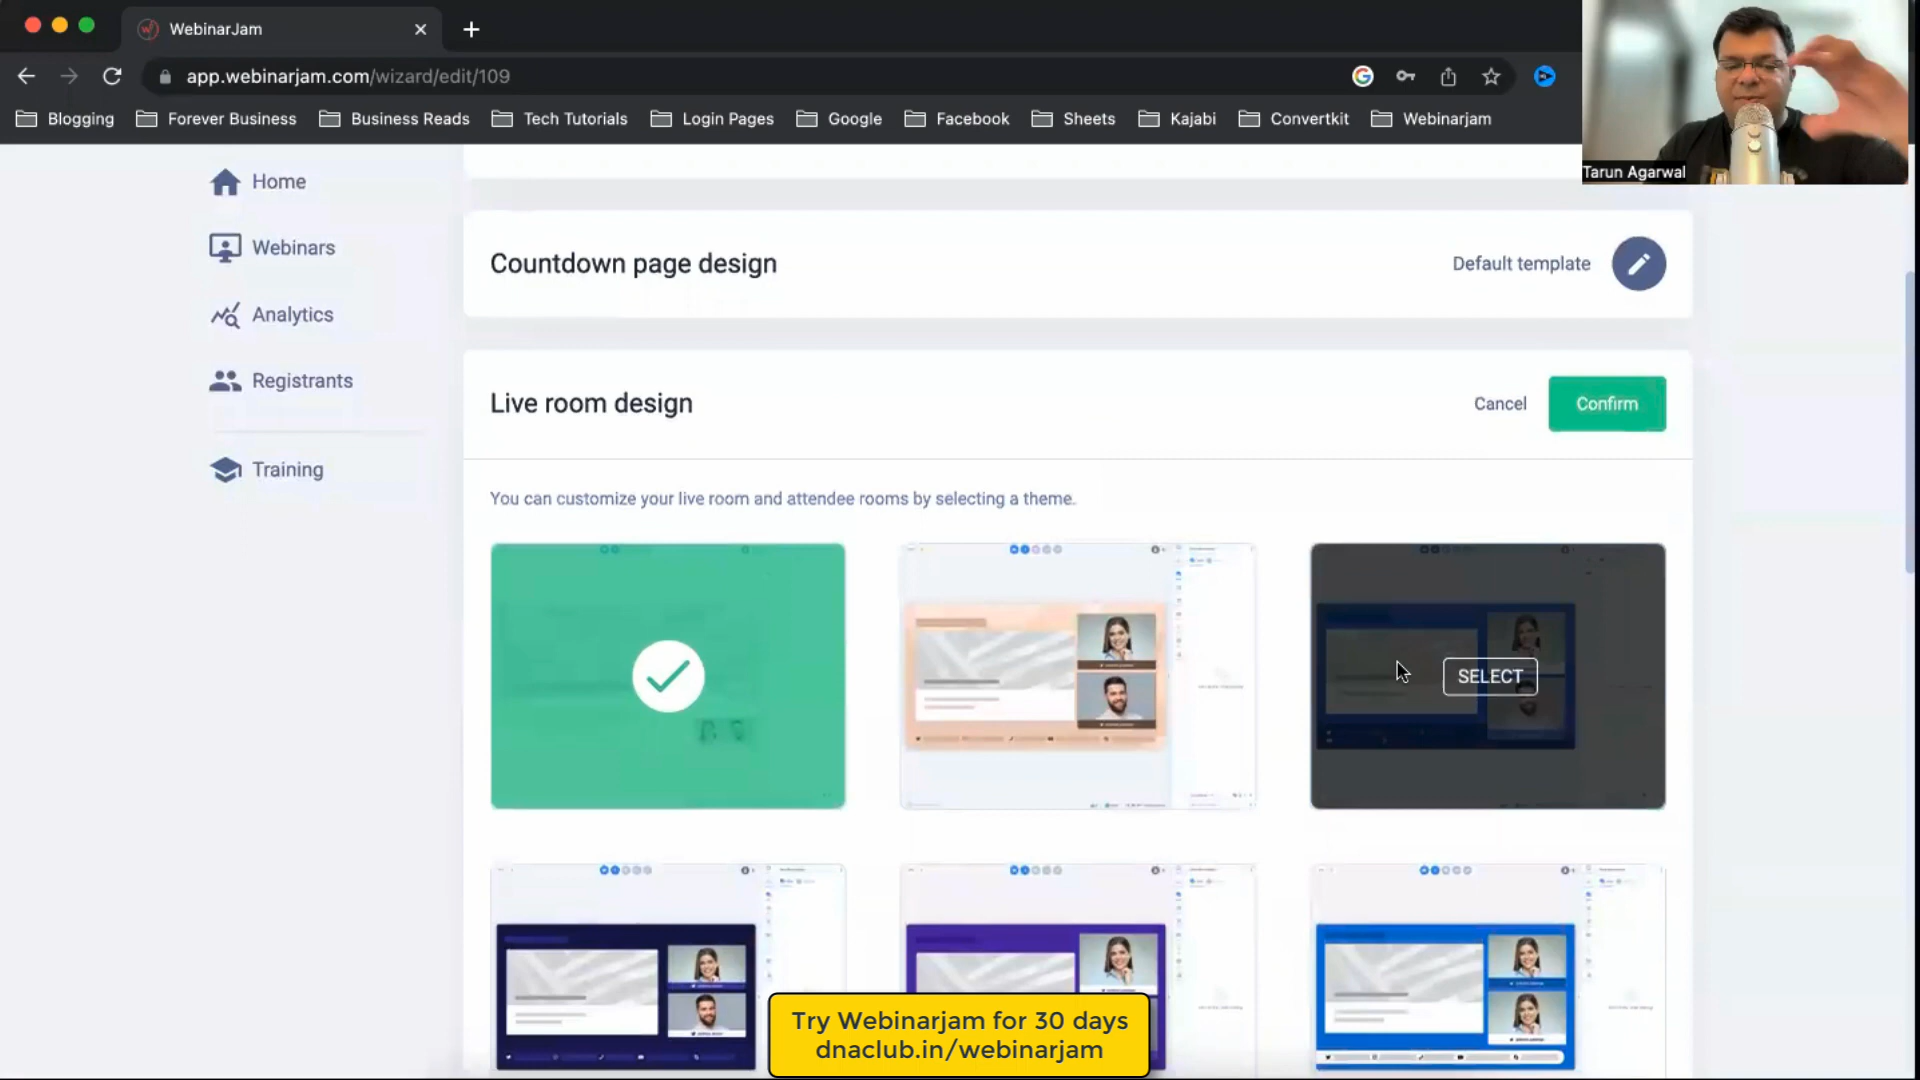 WebinarJam
app.webinarjam.com/wizard/edit/109
Blogging
Forever Business
Business Reads
Tech Tutorials
Login Pages
Google
Facebook
Sheets
Kajabi
Convertkit
Webinarjam
Tarun Agarwal
Home
Webinars
Analytics
Registrants
Training
Countdown page design
Default template
Live room design
Cancel
Confirm
You can customize your live room and attendee rooms by selecting a theme.
SELECT
Try Webinarjam for 30 days
dnaclub.in/webinarjam